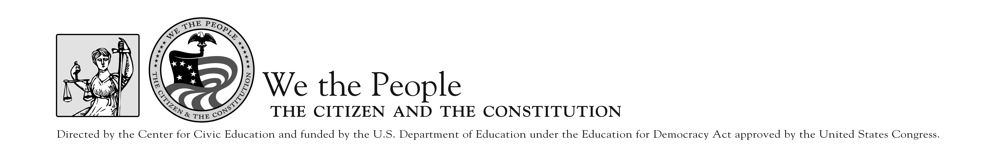 WE THE PEOPLE
THE CITIZEN & THE CONSTITUTION
We the People
THE CITIZEN AND THE CONSTITUTION
Directed by the Center for Civic Education and funded by the U.S. Department of Education under the Education for Democracy Act approved by the United States Congress.